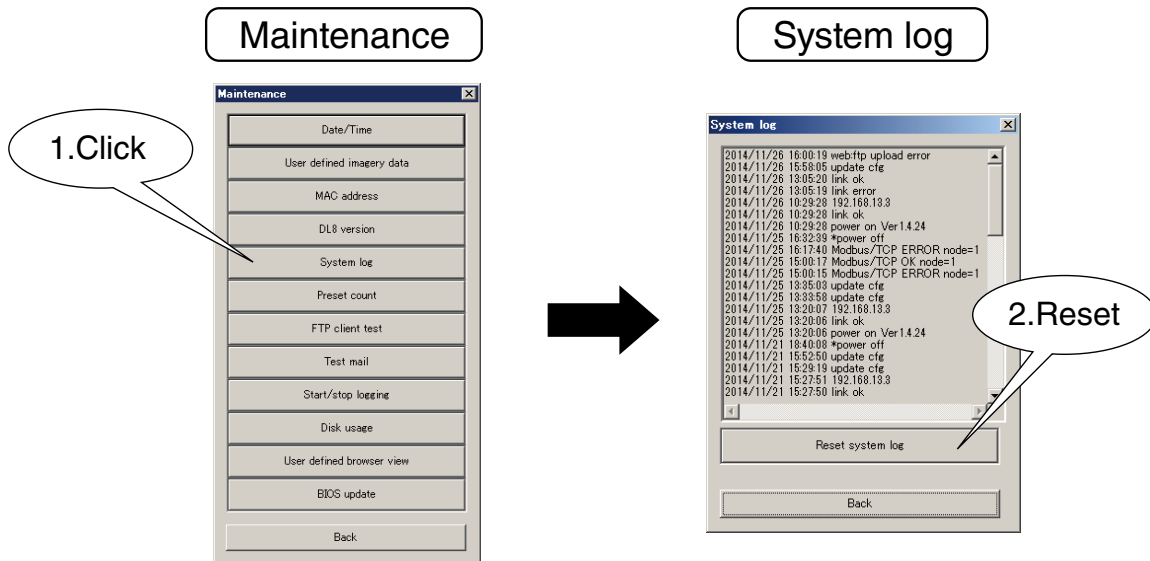 Maintenance
Maintenance
1.Click
Date/Time
User defined imagery data
MAC address
DL8 version
System log
Preset count
FTP client test
Test mail
Start/stop logging
Disk usage
User defined browser view
BIOS update
Back
System log
System log
2014/11/26 16:00:19 web:ftp upload error
2014/11/26 15:58:05 update cfg
2014/11/26 13:05:20 link ok
2014/11/26 13:05:19 link error
2014/11/26 10:29:28 192.168.13.3
2014/11/26 10:29:28 link ok
2014/11/26 10:29:28 power on Ver1.4.24
2014/11/25 16:32:39 *power off
2014/11/25 16:17:40 Modbus/TCP ERROR node=1
2014/11/25 15:00:17 Modbus/TCP OK node=1
2014/11/25 15:00:15 Modbus/TCP ERROR node=1
2014/11/25 13:35:03 update cfg
2014/11/25 13:33:58 update cfg
2014/11/25 13:20:07 192.168.13.3
2014/11/25 13:20:06 link ok
2014/11/25 13:20:06 power on Ver1.4.24
2014/11/21 18:40:08 *power off
2014/11/21 15:52:50 update cfg
2014/11/21 15:29:19 update cfg
2014/11/21 15:27:51 192.168.13.3
2014/11/21 15:27:50 link ok
2.Reset
Reset system log
Back